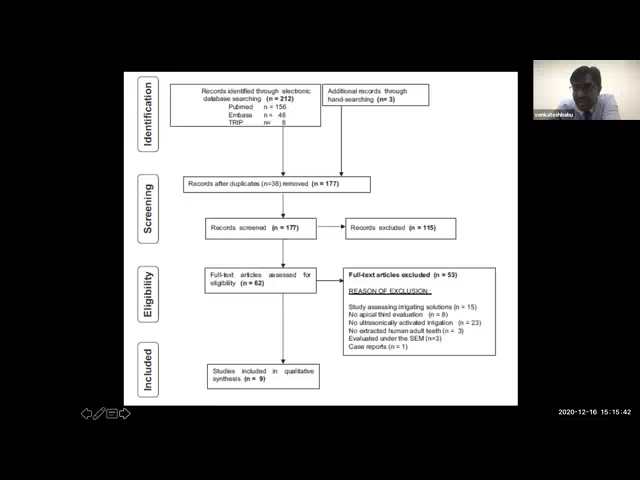 Identification
Records identified through electronic
database searching (n = 212)
Pubmed n = 156
Embase n = 48
TRIP n= 8
Additional records through
hand-searching (n= 3)
venkateshbabu
Screening
Records after duplicates (n=38) removed (n = 177)
Records screened (n = 177)
Records excluded (n = 115)
Eligibility
Full-text articles assessed for
eligibility (n = 62)
Full-text articles excluded (n = 53)
REASON OF EXCLUSION :
Study assessing irrigating solutions (n = 15)
No apical third evaluation (n = 8)
No ultrasonically activated irrigation (n = 23)
No extracted human adult teeth (n = 3)
Evaluated under the SEM (n=3)
Case reports (n = 1)
Included
Studies included in qualitative
synthesis (n = 9)
2020-12-16 15:15:42